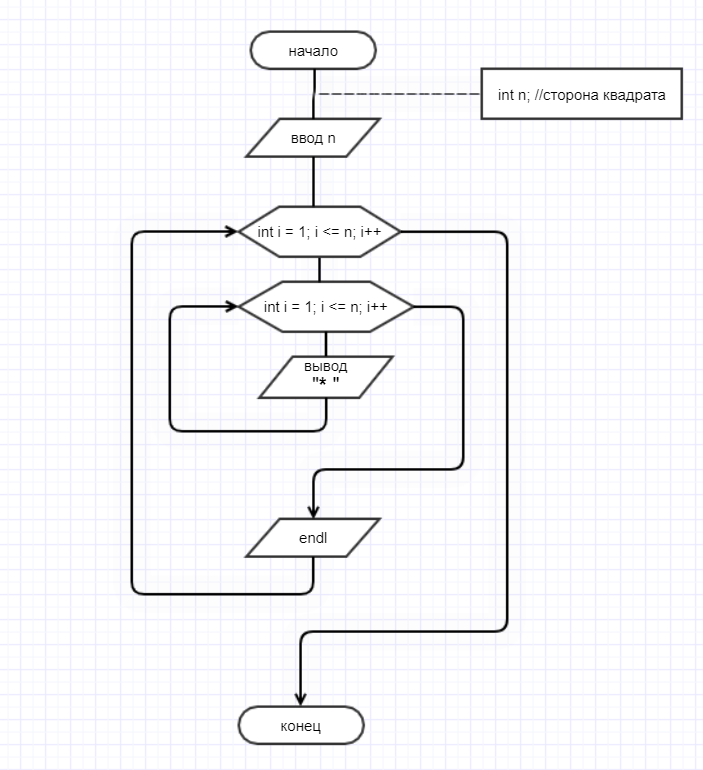 начало
int n; //сторона квадрата
ввод n
int i = 1; i <= n; i++
int i = 1; i <= n; i++
вывод
"* "
endl
конец